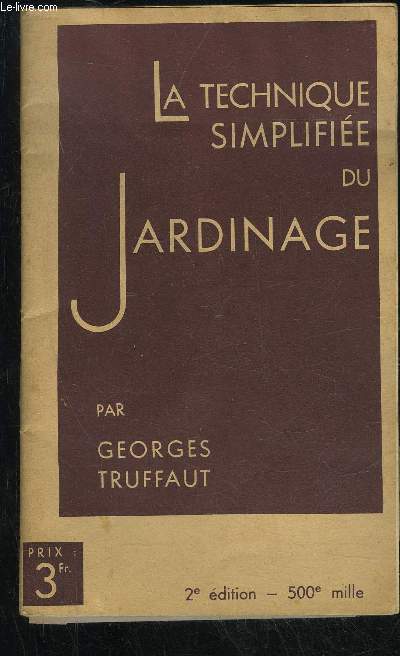 Le-livre.com
LA TECHNIQUE
SIMPLIFIÉE
DU
JARDINAGE
PAR
GEORGES
TRUFFAUT
PRIX :
3 Fr.
2e édition — 500e mille